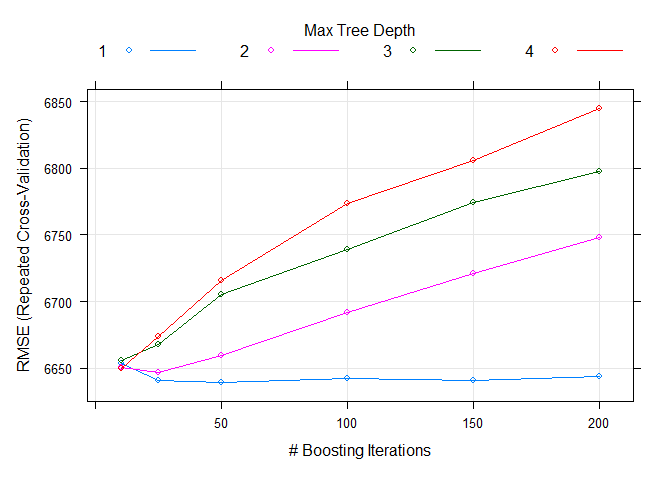 Max Tree Depth
1 2 3 4
6850
6800
6750
6700
6650
RMSE (Repeated Cross-Validation)
50 100 150 200
# Boosting Iterations